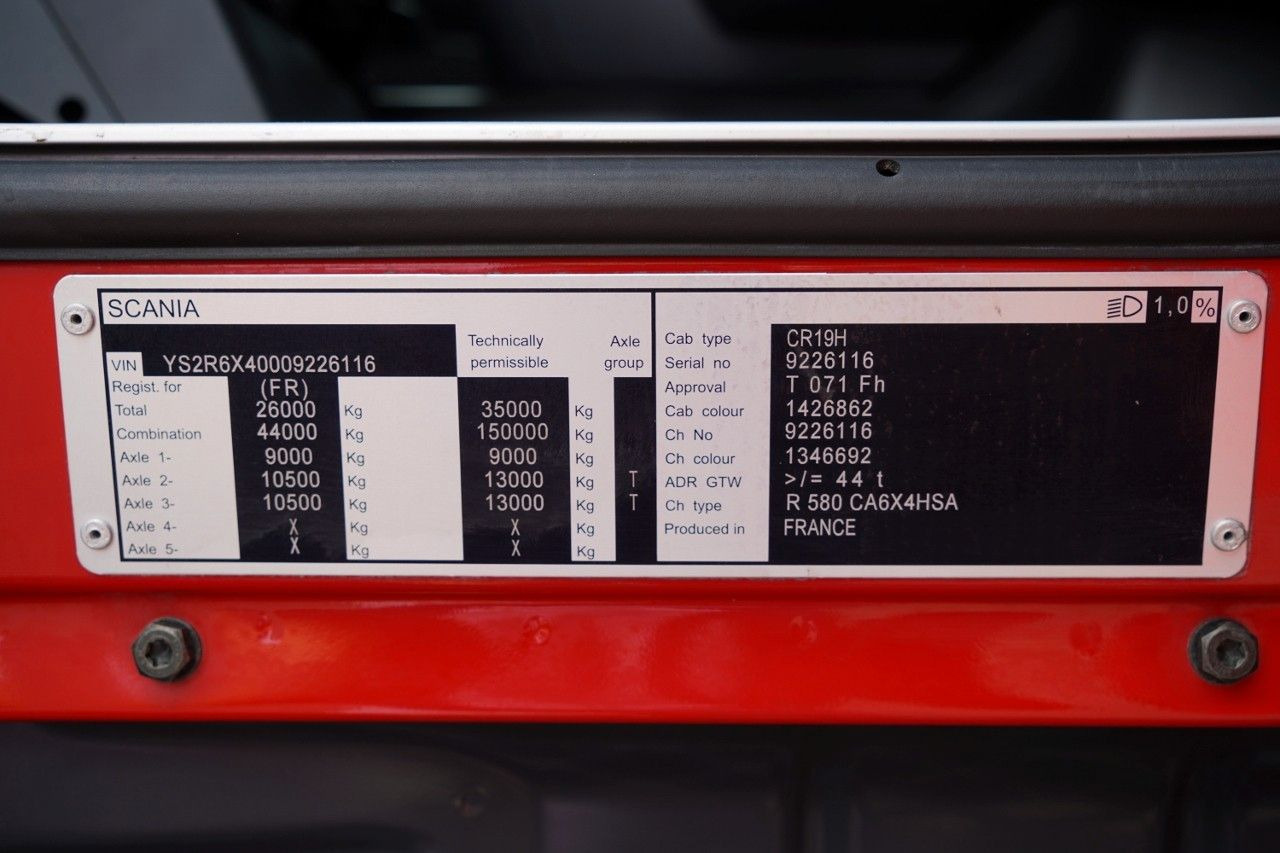 SCANIA
1,0 %
VIN YS2R6X40009226116
Technically permissible
Axle group
Regist. for (FR)
Total 26000 Kg 35000 Kg
Combination 44000 Kg 150000 Kg
Axle 1- 9000 Kg 9000 Kg
Axle 2- 10500 Kg 13000 Kg T
Axle 3- 10500 Kg 13000 Kg T
Axle 4- X Kg X Kg
Axle 5- X Kg X Kg
Cab type CR19H
Serial no 9226116
Approval T 071 Fh
Cab colour 1426862
Ch No 9226116
Ch colour 1346692
ADR GTW >/= 44 t
Ch type R 580 CA6X4HSA
Produced in FRANCE